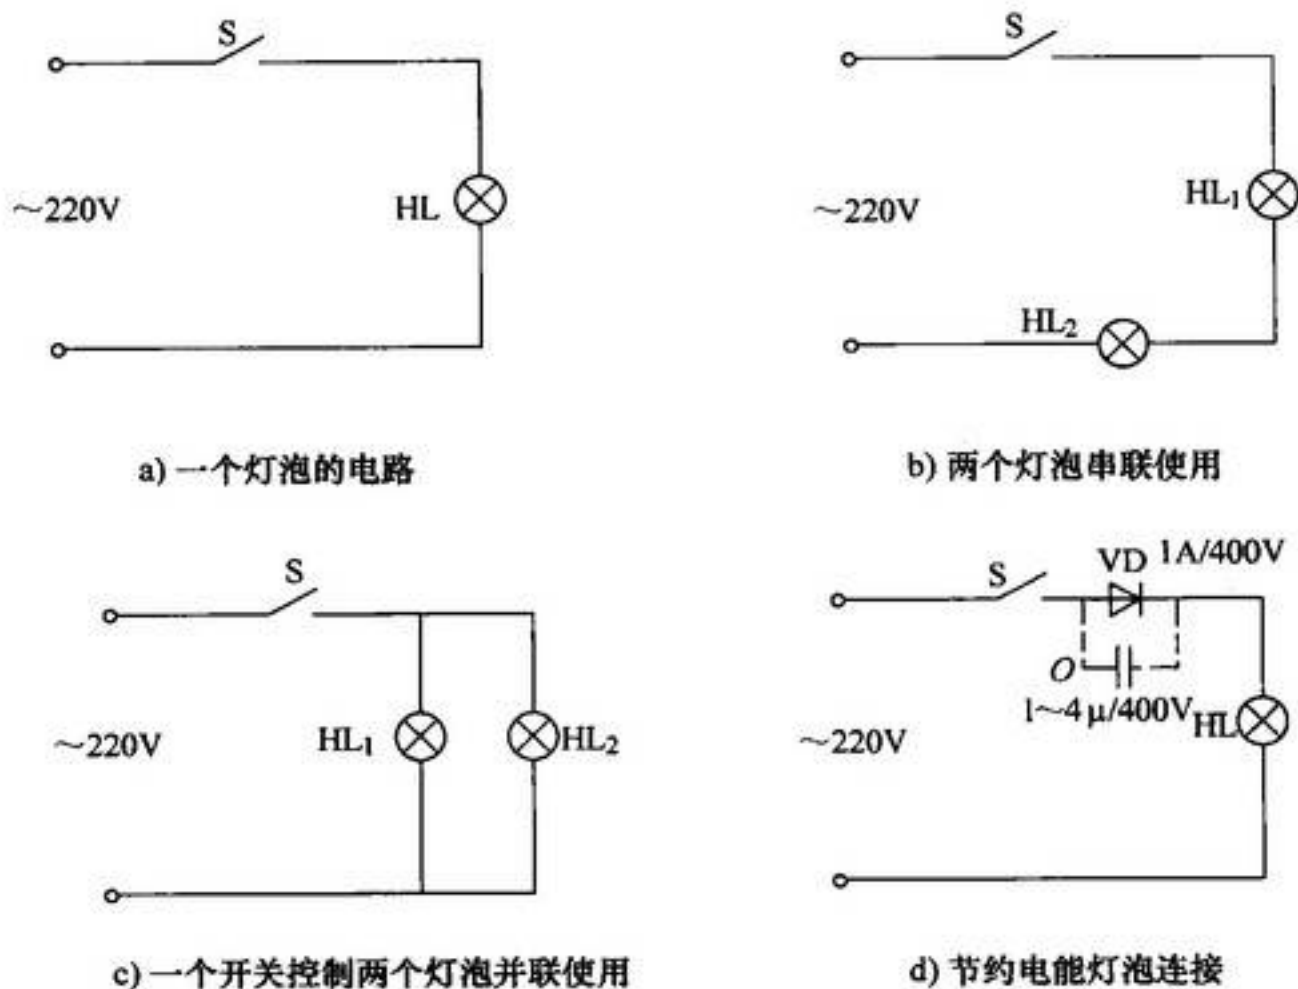 S
~220V
HL
a) 一个灯泡的电路
S
~220V
HL1
HL2
b) 两个灯泡串联使用
S
~220V
HL1
HL2
c) 一个开关控制两个灯泡并联使用
S
VD 1A/400V
O
1~4μ/400V
~220V
HL
d) 节约电能灯泡连接